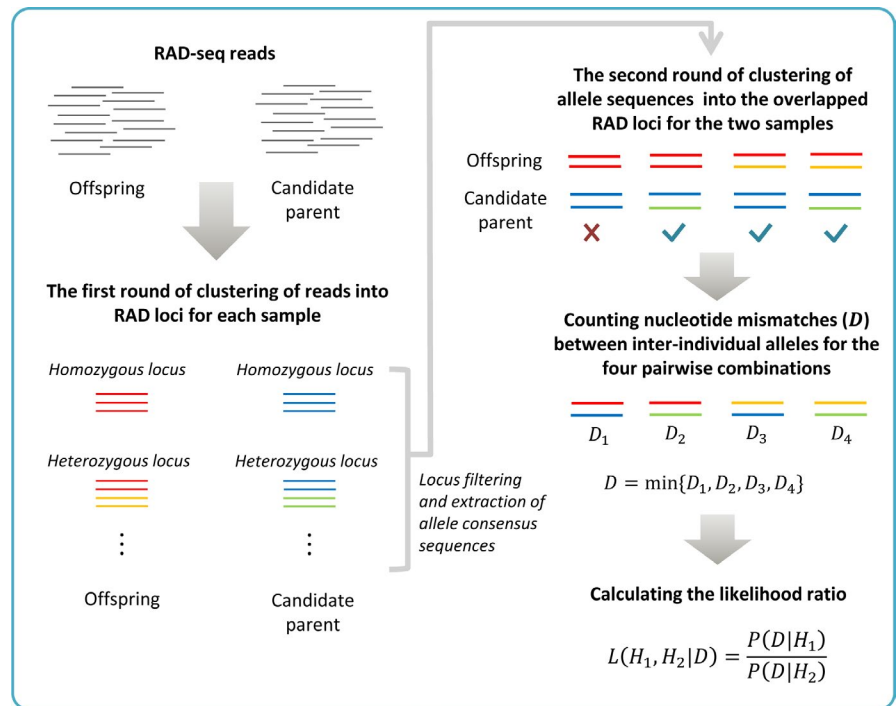 RAD-seq reads
Offspring
Candidate
parent
The first round of clustering of reads into
RAD loci for each sample
Homozygous locus
Homozygous locus
Heterozygous locus
Heterozygous locus
⋮
⋮
Offspring
Candidate
parent
Locus filtering
and extraction of
allele consensus
sequences
The second round of clustering of
allele sequences into the overlapped
RAD loci for the two samples
Offspring
Candidate
parent
Counting nucleotide mismatches (D)
between inter-individual alleles for the
four pairwise combinations
D₁ D₂ D₃ D₄
D = min{D₁, D₂, D₃, D₄}
Calculating the likelihood ratio
L(H₁, H₂|D) = P(D|H₁) / P(D|H₂)